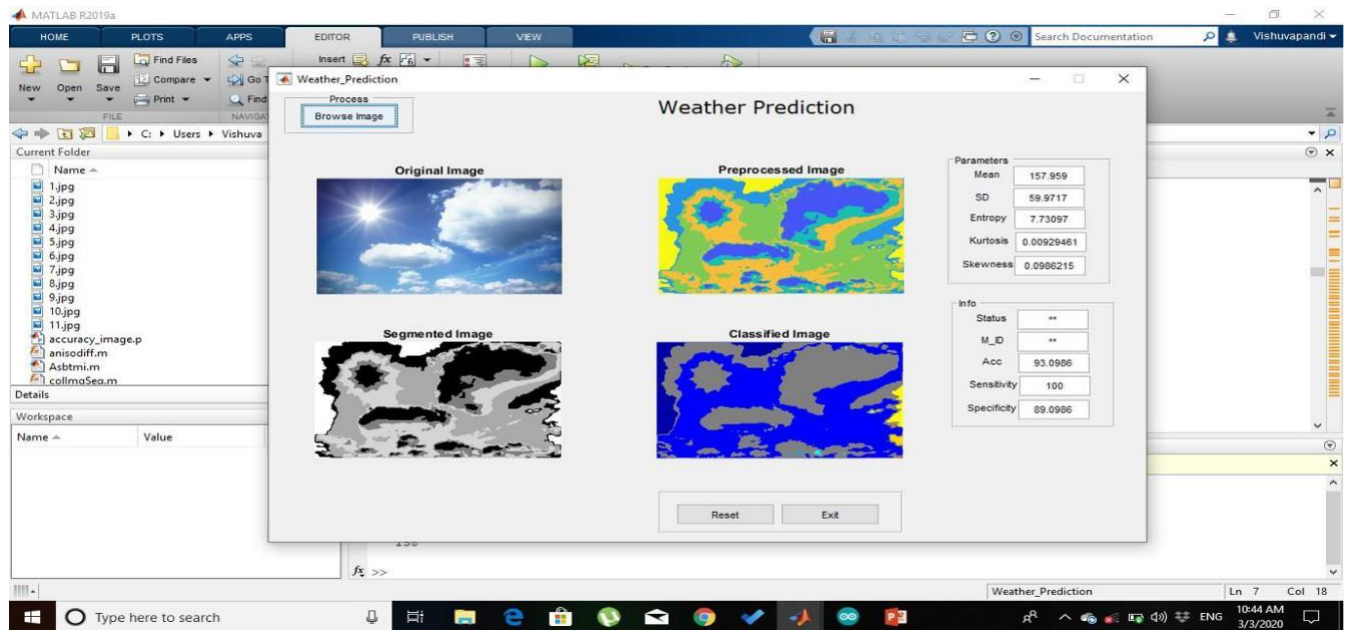 MATLAB R2019a
HOME PLOTS APPS EDITOR PUBLISH VIEW Search Documentation Vishuvapandi
New Open Save Find Files Compare Print Go T Find Insert fx
FILE NAVIGA
C: Users Vishuva
Current Folder
Name
1.jpg
2.jpg
3.jpg
4.jpg
5.jpg
6.jpg
7.jpg
8.jpg
9.jpg
10.jpg
11.jpg
accuracy_image.p
anisodiff.m
Asbtmi.m
Details
Workspace
Name Value
Weather_Prediction
Process
Browse Image
Weather Prediction
Original Image
Preprocessed Image
Segmented Image
Classified Image
Parameters
Mean 157.959
SD 59.9717
Entropy 7.73097
Kurtosis 0.00929461
Skewness 0.0986215
Info
Status **
M_ID **
Acc 93.0986
Sensitivity 100
Specificity 89.0986
Reset Exit
fx >>
Weather_Prediction Ln 7 Col 18
Type here to search
ENG
10:44 AM
3/3/2020